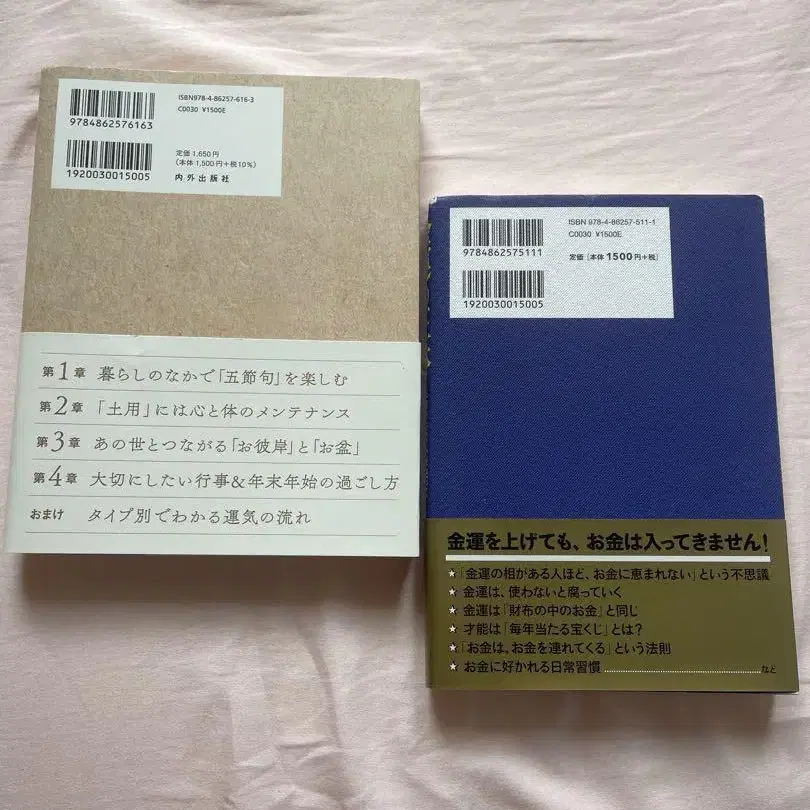 ISBN978-4-86257-616-3
C0030 ¥1500E
9784862576163
定価 1,650円
(本体 1,500円+税10%)
1920030015005
内外出版社
第1章 暮らしのなかで「五節句」を楽しむ
第2章 「土用」には心と体のメンテナンス
第3章 あの世とつながる「お彼岸」と「お盆」
第4章 大切にしたい行事&年末年始の過ごし方
おまけ タイプ別でわかる運気の流れ
ISBN 978-4-86257-511-1
C0030 ¥1500E
9784862575111
定価 [本体 1500円+税]
1920030015005
金運を上げても、お金は入ってきません!
★「金運の相がある人ほど、お金に恵まれない」という不思議
★ 金運は、使わないと腐っていく
★ 金運は「財布の中のお金」と同じ
★ 才能は「毎年当たる宝くじ」とは?
★「お金は、お金を連れてくる」という法則
★ お金に好かれる日常習慣 ……など